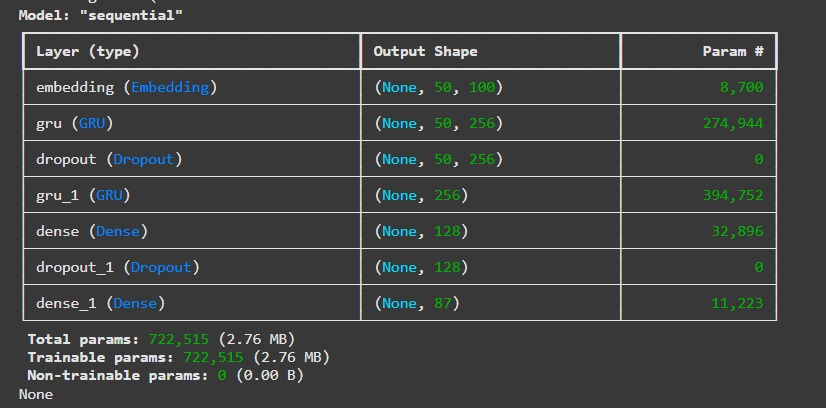 Model: "sequential"
Layer (type) Output Shape Param #
embedding (Embedding) (None, 50, 100) 8,700
gru (GRU) (None, 50, 256) 274,944
dropout (Dropout) (None, 50, 256) 0
gru_1 (GRU) (None, 256) 394,752
dense (Dense) (None, 128) 32,896
dropout_1 (Dropout) (None, 128) 0
dense_1 (Dense) (None, 87) 11,223
Total params: 722,515 (2.76 MB)
Trainable params: 722,515 (2.76 MB)
Non-trainable params: 0 (0.00 B)
None